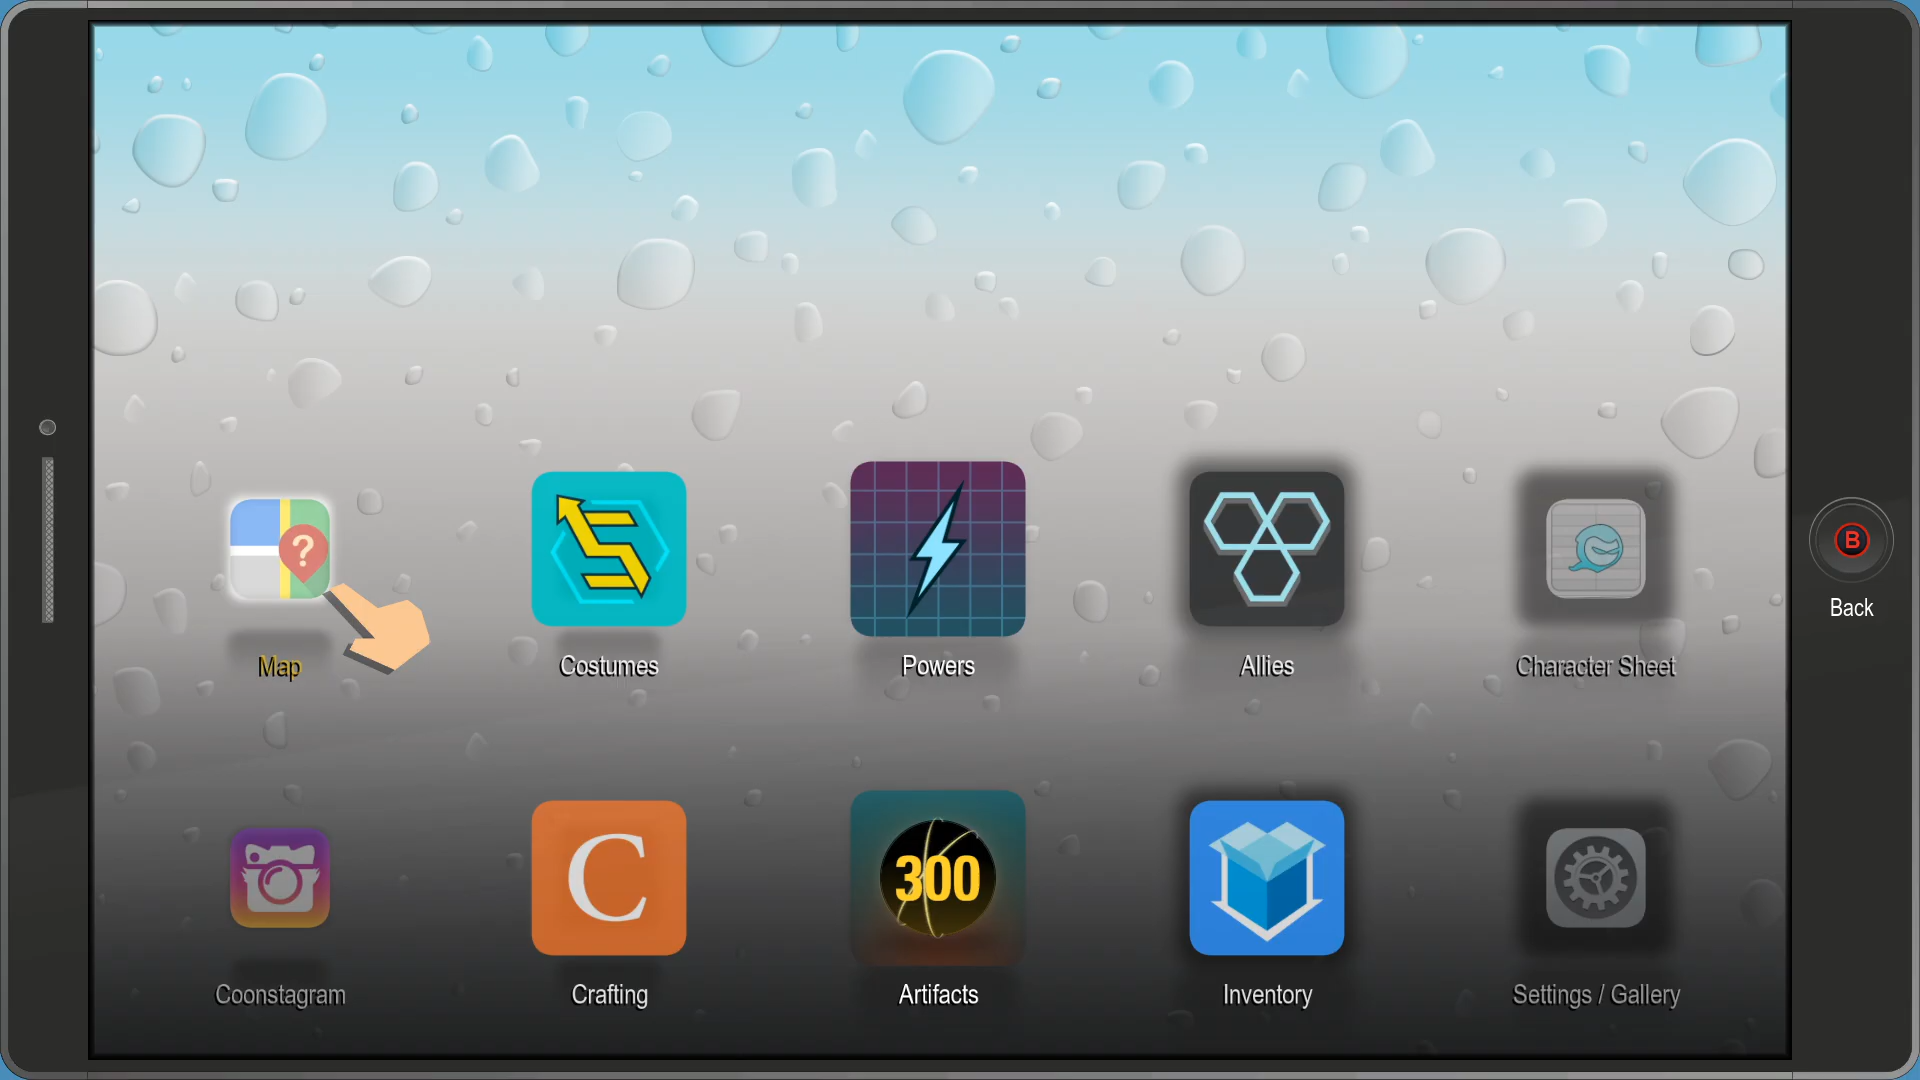 ?
Map
Costumes
Powers
Allies
Character Sheet
B
Back
C
300
Coonstagram
Crafting
Artifacts
Inventory
Settings / Gallery